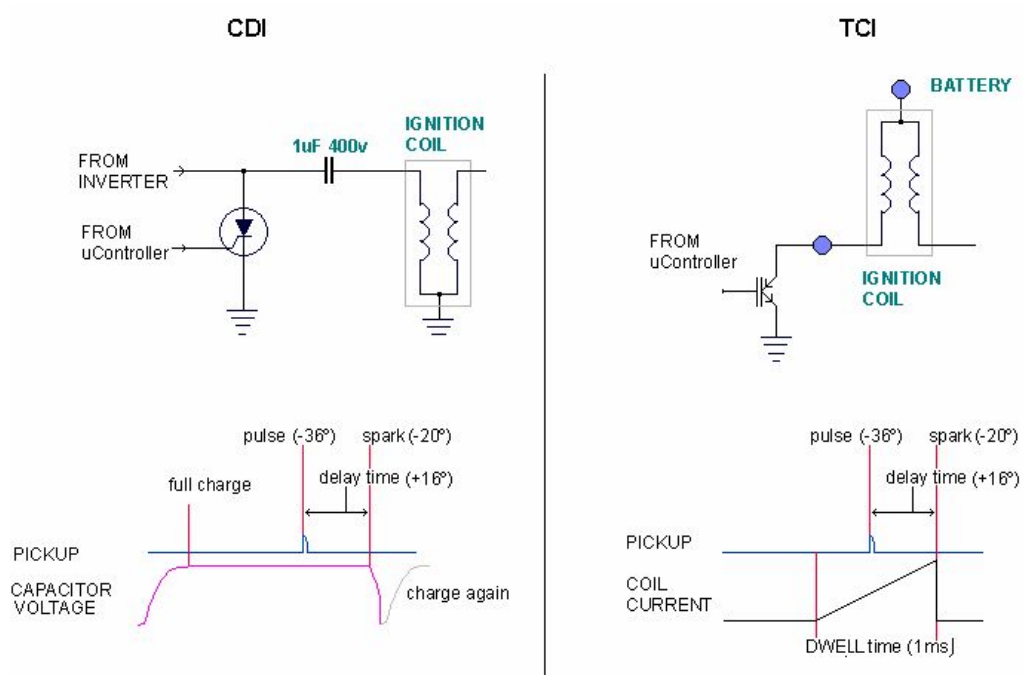 CDI
FROM
INVERTER
FROM
uController
1uF 400v
IGNITION
COIL
pulse (-36º)
spark (-20º)
full charge
delay time (+16º)
PICKUP
CAPACITOR
VOLTAGE
charge again
TCI
BATTERY
FROM
uController
IGNITION
COIL
pulse (-36º)
spark (-20º)
delay time (+16º)
PICKUP
COIL
CURRENT
DWELL time (1ms)